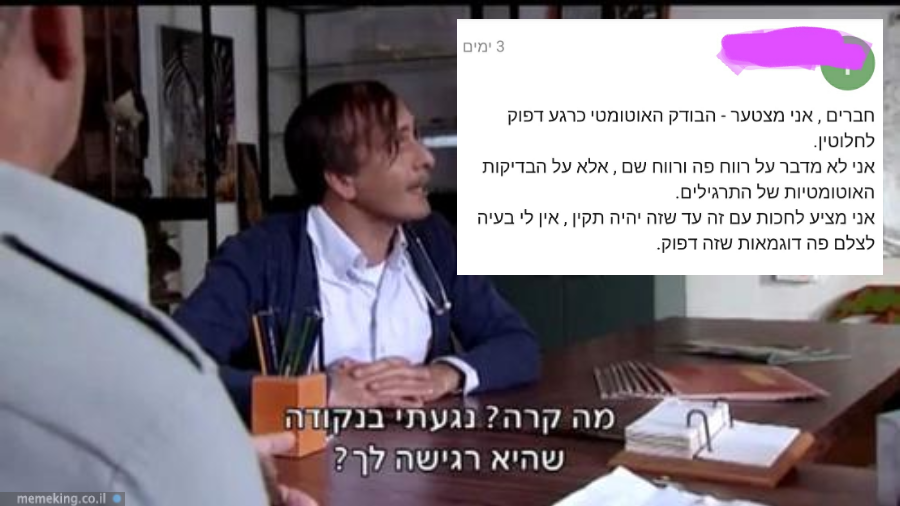 3 ימים
חברים , אני מצטער - הבודק האוטומטי כרגע דפוק
לחלוטין.
אני לא מדבר על רווח פה ורווח שם , אלא על הבדיקות
האוטומטיות של התרגילים.
אני מציע לחכות עם זה עד שזה יהיה תקין , אין לי בעיה
לצלם פה דוגמאות שזה דפוק.
מה קרה? נגעתי בנקודה
שהיא רגישה לך?
memeking.co.il